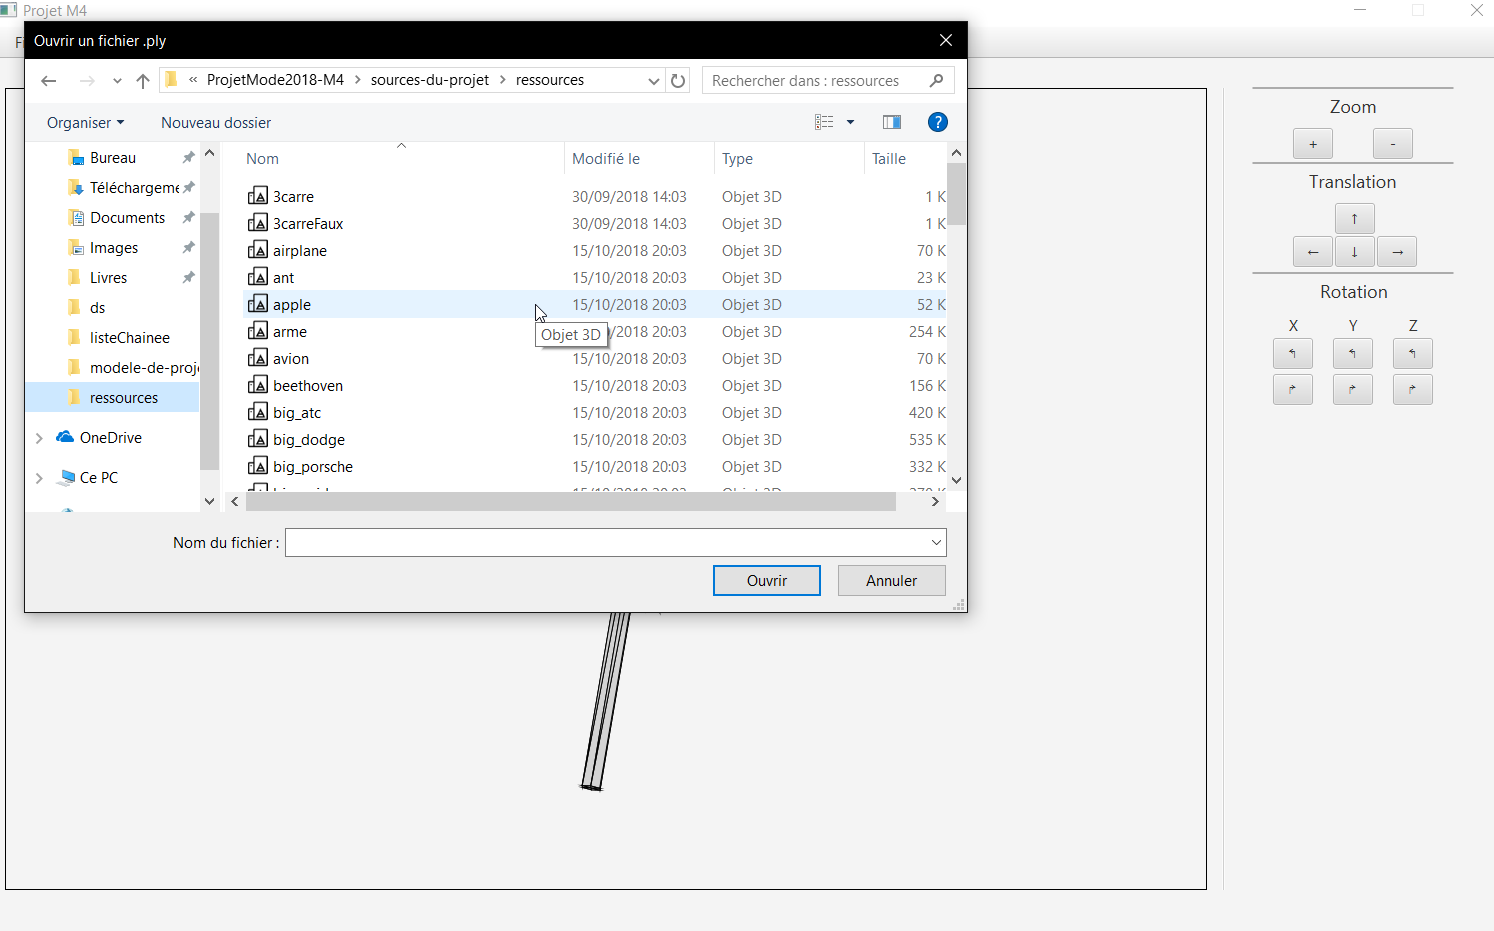 Projet M4
Ouvrir un fichier .ply
« ProjetMode2018-M4 > sources-du-projet > ressources
Rechercher dans : ressources
Organiser
Nouveau dossier
?
Bureau
Téléchargeme
Documents
Images
Livres
ds
listeChainee
modele-de-proj
ressources
OneDrive
Ce PC
Nom Modifié le Type Taille
3carre 30/09/2018 14:03 Objet 3D 1 K
3carreFaux 30/09/2018 14:03 Objet 3D 1 K
airplane 15/10/2018 20:03 Objet 3D 70 K
ant 15/10/2018 20:03 Objet 3D 23 K
apple 15/10/2018 20:03 Objet 3D 52 K
arme /2018 20:03 Objet 3D 254 K
Objet 3D
avion 15/10/2018 20:03 Objet 3D 70 K
beethoven 15/10/2018 20:03 Objet 3D 156 K
big_atc 15/10/2018 20:03 Objet 3D 420 K
big_dodge 15/10/2018 20:03 Objet 3D 535 K
big_porsche 15/10/2018 20:03 Objet 3D 332 K
Nom du fichier :
Ouvrir
Annuler
Zoom
+ -
Translation
↑
← ↓ →
Rotation
X Y Z